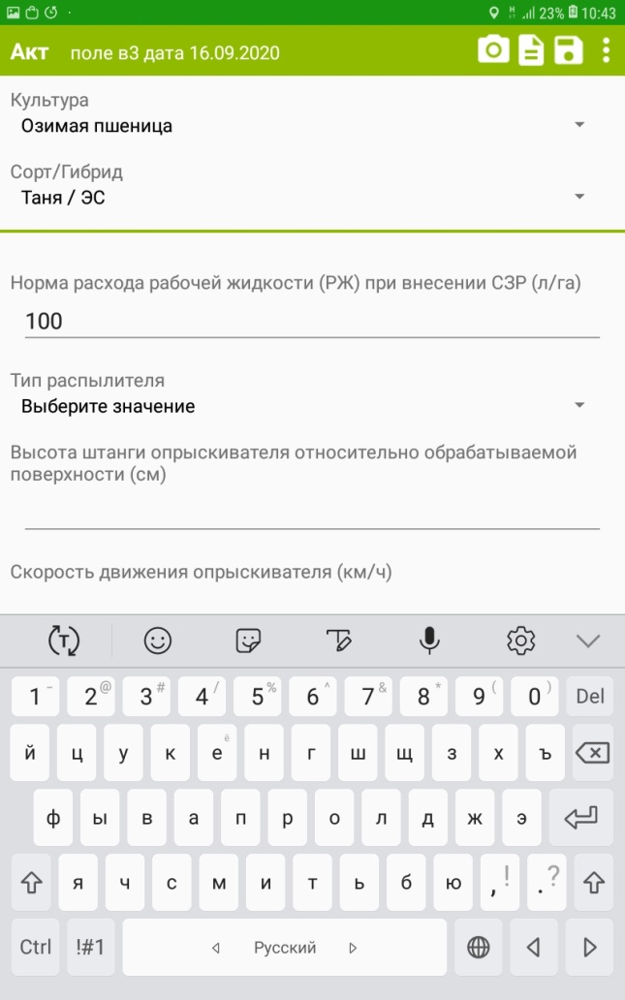 23% 10:43
Акт поле в3 дата 16.09.2020
Культура
Озимая пшеница
Сорт/Гибрид
Таня / ЭС
Норма расхода рабочей жидкости (РЖ) при внесении СЗР (л/га)
100
Тип распылителя
Выберите значение
Высота штанги опрыскивателя относительно обрабатываемой
поверхности (см)
Скорость движения опрыскивателя (км/ч)
T
1 - 2 @ 3 # 4 / 5 % 6 ^ 7 & 8 * 9 ( 0 ) Del
й ц у к е ё н г ш щ з х ъ
ф ы в а п р о л д ж э
я ч с м и т ь б ю , ! . ?
Ctrl !#1 Русский